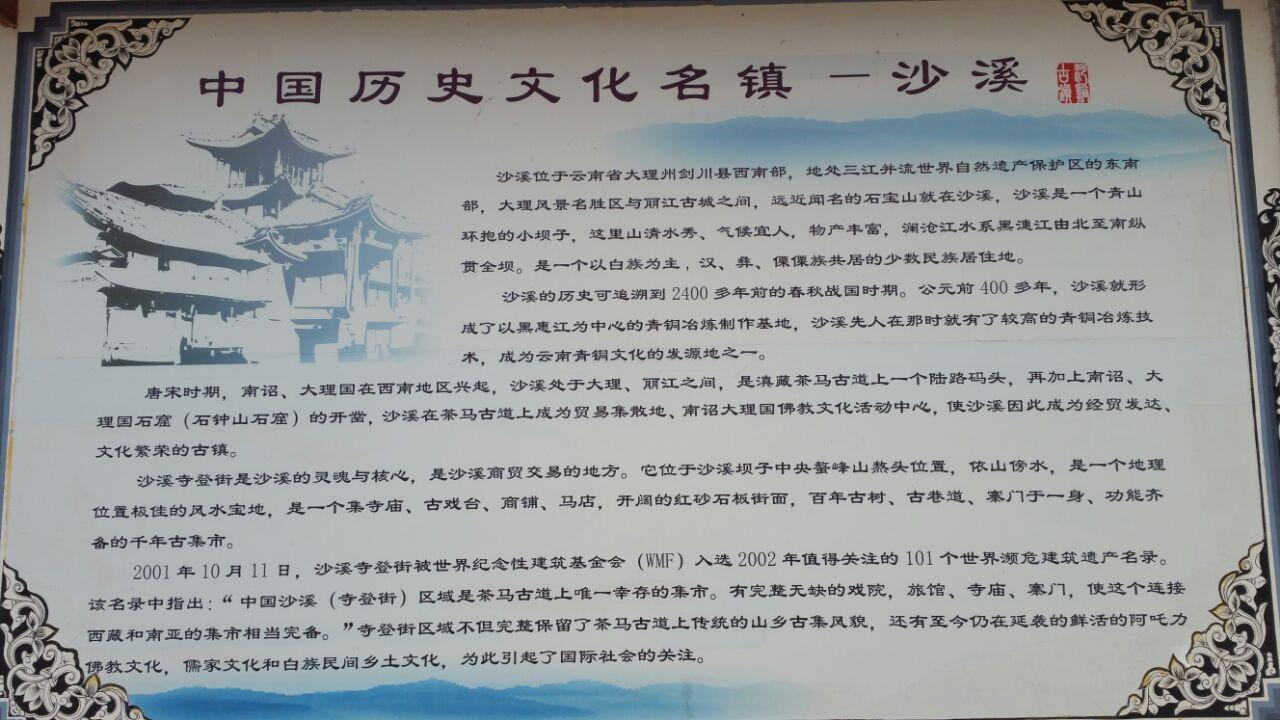 中国历史文化名镇－沙溪
沙溪位于云南省大理州剑川县西南部，地处三江并流世界自然遗产保护区的东南
部，大理风景名胜区与丽江古城之间，远近闻名的石宝山就在沙溪，沙溪是一个青山
环抱的小坝子，这里山清水秀、气候宜人，物产丰富，澜沧江水系黑潓江由北至南纵
贯全坝。是一个以白族为主，汉、彝、傈僳族共居的少数民族居住地。
沙溪的历史可追溯到2400多年前的春秋战国时期。公元前400多年，沙溪就形
成了以黑惠江为中心的青铜冶炼制作基地，沙溪先人在那时就有了较高的青铜冶炼技
术，成为云南青铜文化的发源地之一。
唐宋时期，南诏、大理国在西南地区兴起，沙溪处于大理、丽江之间，是滇藏茶马古道上一个陆路码头，再加上南诏、大
理国石窟（石钟山石窟）的开凿，沙溪在茶马古道上成为贸易集散地、南诏大理国佛教文化活动中心，使沙溪因此成为经贸发达、
文化繁荣的古镇。
沙溪寺登街是沙溪的灵魂与核心，是沙溪商贸交易的地方。它位于沙溪坝子中央鳌峰山熬头位置，依山傍水，是一个地理
位置极佳的风水宝地，是一个集寺庙、古戏台、商铺、马店，开阔的红砂石板街面，百年古树、古巷道、寨门于一身、功能齐
备的千年古集市。
2001年10月11日，沙溪寺登街被世界纪念性建筑基金会（WMF）入选2002年值得关注的101个世界濒危建筑遗产名录。
该名录中指出：“中国沙溪（寺登街）区域是茶马古道上唯一幸存的集市。有完整无缺的戏院，旅馆、寺庙、寨门，使这个连接
西藏和南亚的集市相当完备。”寺登街区域不但完整保留了茶马古道上传统的山乡古集风貌，还有至今仍在延袭的鲜活的阿吒力
佛教文化，儒家文化和白族民间乡土文化，为此引起了国际社会的关注。